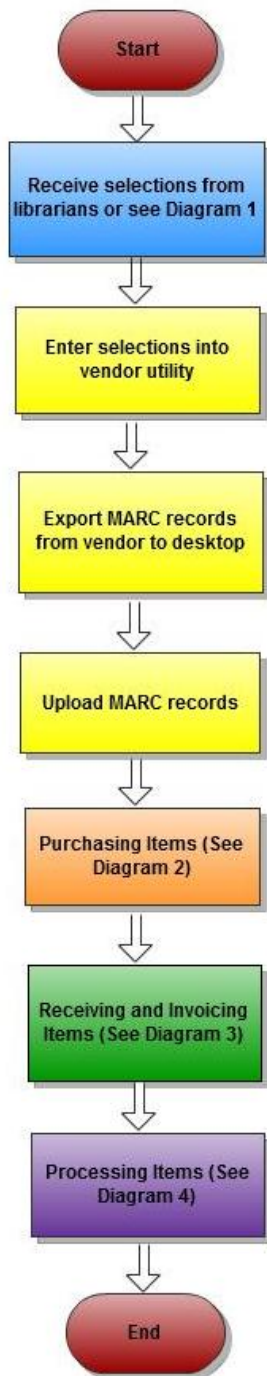 Start
Receive selections from
librarians or see Diagram 1
Enter selections into
vendor utility
Export MARC records
from vendor to desktop
Upload MARC records
Purchasing Items (See
Diagram 2)
Receiving and Invoicing
Items (See Diagram 3)
Processing Items (See
Diagram 4)
End